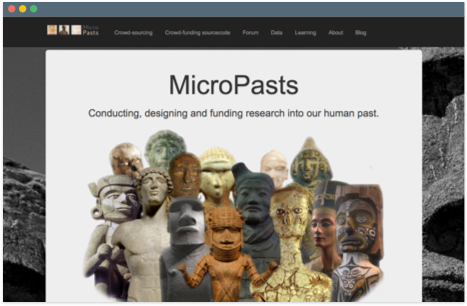 Micro
Pasts
Crowd-sourcing
Crowd-funding sourcecode
Forum
Data
Learning
About
Blog
MicroPasts
Conducting, designing and funding research into our human past.